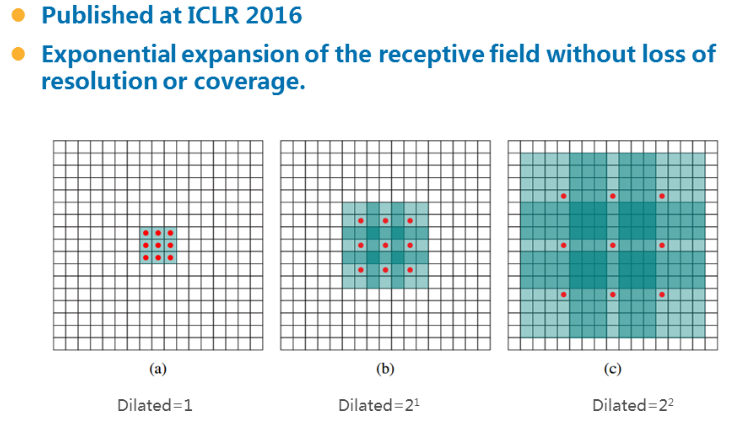 Published at ICLR 2016
Exponential expansion of the receptive field without loss of
resolution or coverage.
(a)
(b)
(c)
Dilated=1
Dilated=2¹
Dilated=2²